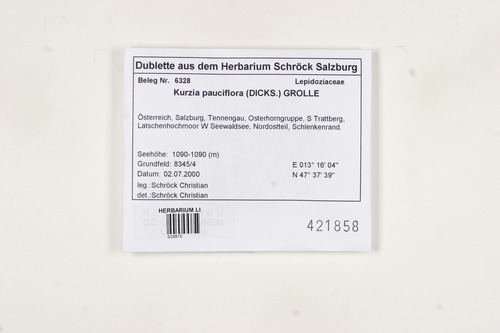 Dublette aus dem Herbarium Schröck Salzburg
Beleg Nr. 6328 Lepidoziaceae
Kurzia pauciflora (DICKS.) GROLLE
Österreich, Salzburg, Tennengau, Osterhorngruppe, S Trattberg,
Latschenhochmoor W Seewaldsee, Nordostteil, Schlenkenrand.
Seehöhe: 1090-1090 (m)
Grundfeld: 8345/4 E 013° 16' 04"
Datum: 02.07.2000 N 47° 37' 39"
leg.:Schröck Christian
det.:Schröck Christian
HERBARIUM LI
421858